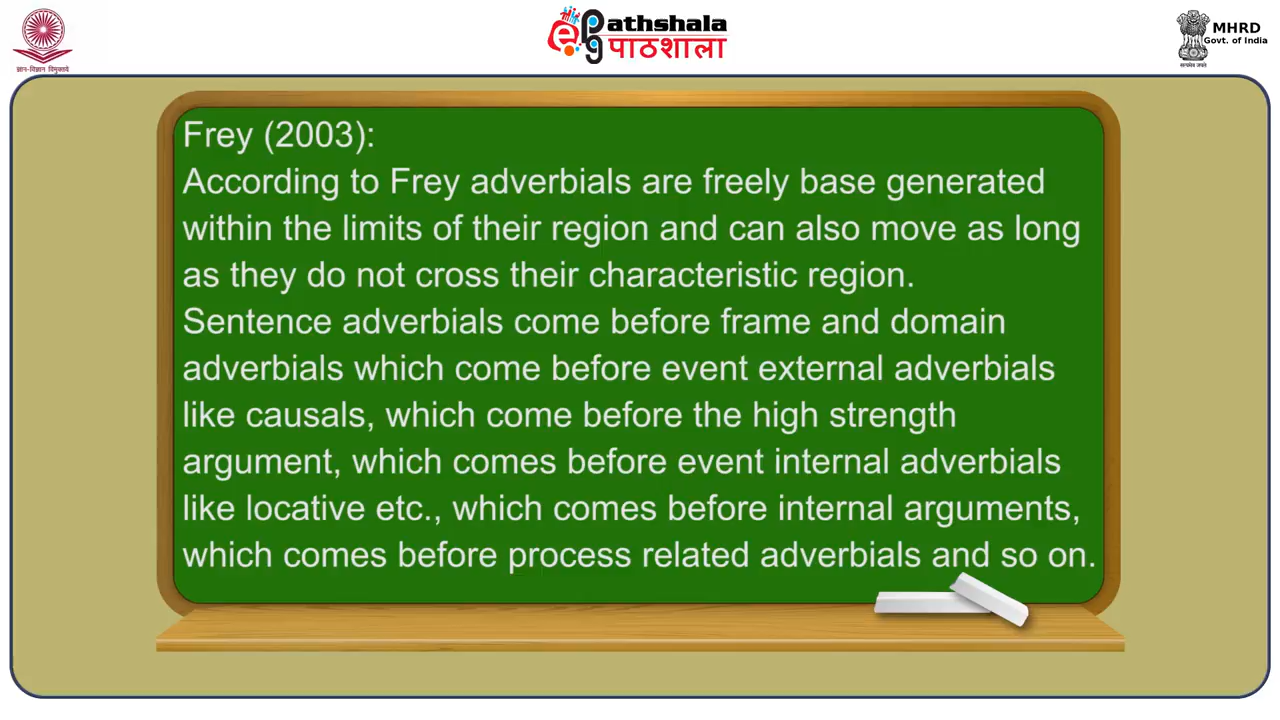 ज्ञान-विज्ञान विमुक्तये
ePathshala
पाठशाला
MHRD
Govt. of India
सत्यमेव जयते
Frey (2003):
According to Frey adverbials are freely base generated
within the limits of their region and can also move as long
as they do not cross their characteristic region.
Sentence adverbials come before frame and domain
adverbials which come before event external adverbials
like causals, which come before the high strength
argument, which comes before event internal adverbials
like locative etc., which comes before internal arguments,
which comes before process related adverbials and so on.